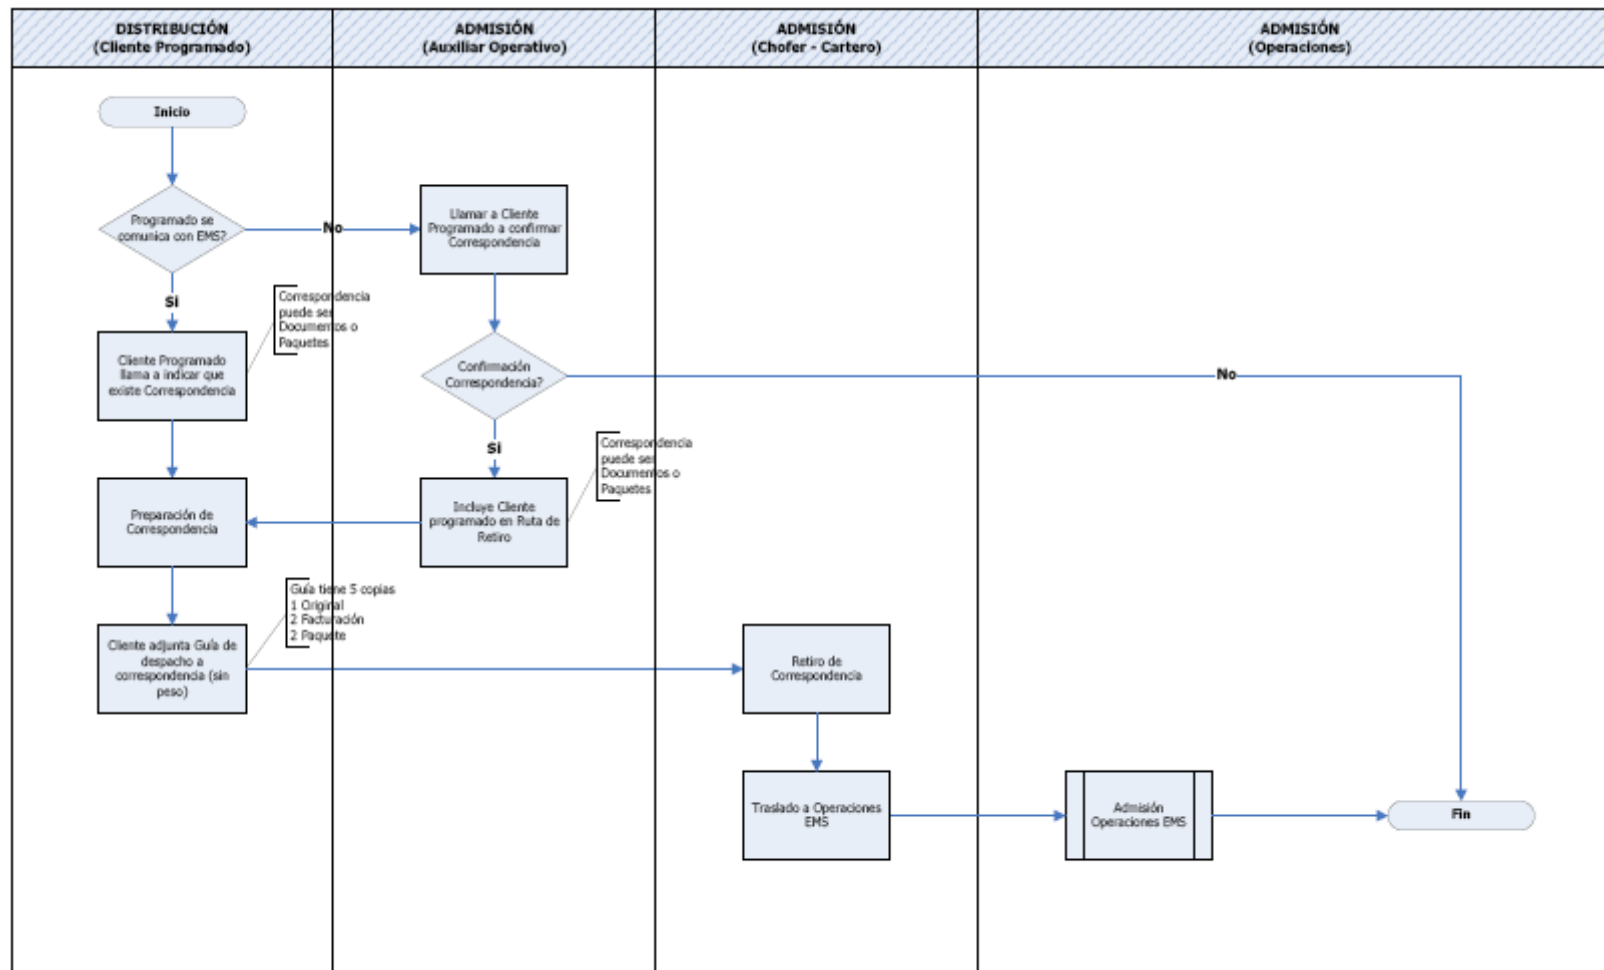 DISTRIBUCIÓN
(Cliente Programado)
ADMISIÓN
(Auxiliar Operativo)
ADMISIÓN
(Chofer - Cartero)
ADMISIÓN
(Operaciones)
Inicio
Programado se
comunica con EMS?
No
Llamar a Cliente
Programado a confirmar
Correspondencia
Si
Correspondencia
puede ser
Documentos o
Paquetes
Cliente Programado
llama a indicar que
existe Correspondencia
Confirmación
Correspondencia?
No
Si
Correspondencia
puede ser
Documentos o
Paquetes
Preparación de
Correspondencia
Incluye Cliente
programado en Ruta de
Retiro
Guía tiene 5 copias
1 Original
2 Facturación
2 Paquete
Cliente adjunta Guía de
despacho a
correspondencia (sin
peso)
Retiro de
Correspondencia
Traslado a Operaciones
EMS
Admisión
Operaciones EMS
Fin